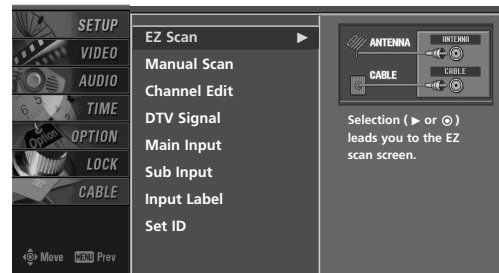 SETUP
VIDEO
AUDIO
TIME
OPTION
LOCK
CABLE
Move MENU Prev
EZ Scan ▶
Manual Scan
Channel Edit
DTV Signal
Main Input
Sub Input
Input Label
Set ID
ANTENNA
ANTENNA
CABLE
CABLE
Selection ( ▶ or ⊙ )
leads you to the EZ
scan screen.